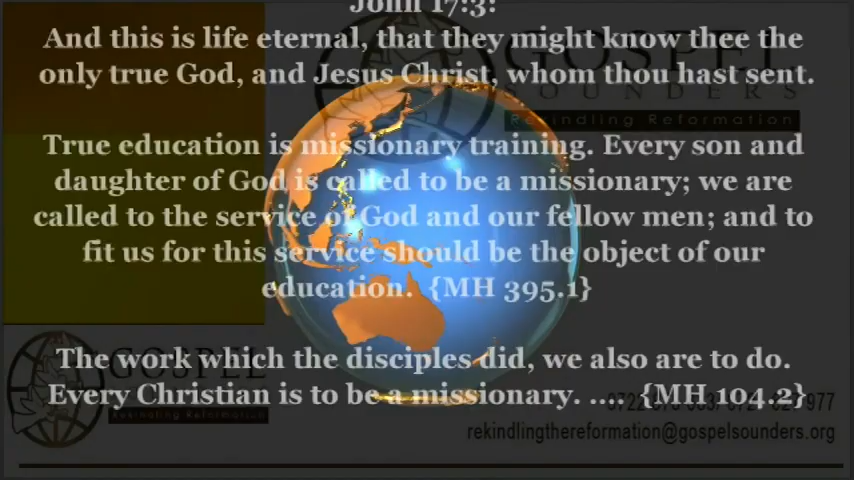 John 17:3:
And this is life eternal, that they might know thee the
only true God, and Jesus Christ, whom thou hast sent.
GOSPEL
SOUNDERS
Rekindling Reformation
True education is missionary training. Every son and
daughter of God is called to be a missionary; we are
called to the service of God and our fellow men; and to
fit us for this service should be the object of our
education. {MH 395.1}
The work which the disciples did, we also are to do.
Every Christian is to be a missionary. .... {MH 104.2}
GOSPEL
Rekindling Reformation
977
rekindlingthereformation@gospelsounders.org